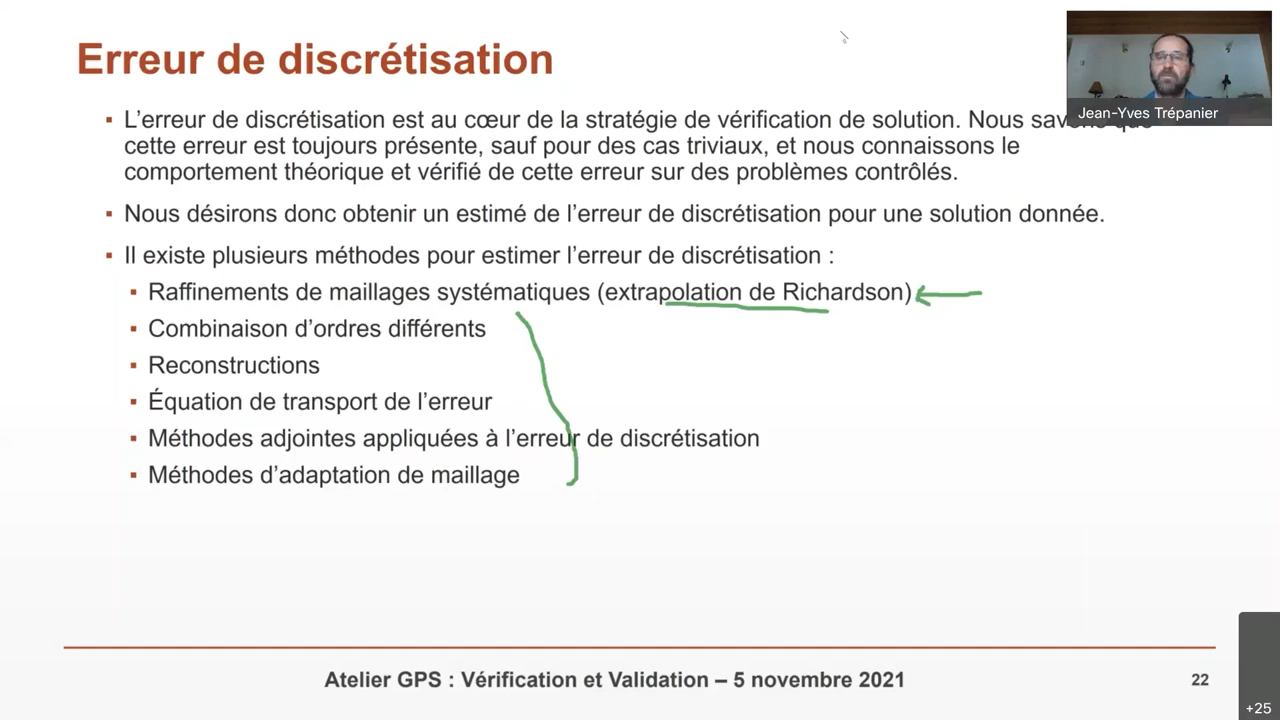 Erreur de discrétisation
Jean-Yves Trépanier
▪ L'erreur de discrétisation est au cœur de la stratégie de vérification de solution. Nous savons que
cette erreur est toujours présente, sauf pour des cas triviaux, et nous connaissons le
comportement théorique et vérifié de cette erreur sur des problèmes contrôlés.
▪ Nous désirons donc obtenir un estimé de l'erreur de discrétisation pour une solution donnée.
▪ Il existe plusieurs méthodes pour estimer l'erreur de discrétisation :
▪ Raffinements de maillages systématiques (extrapolation de Richardson)
▪ Combinaison d'ordres différents
▪ Reconstructions
▪ Équation de transport de l'erreur
▪ Méthodes adjointes appliquées à l'erreur de discrétisation
▪ Méthodes d'adaptation de maillage
Atelier GPS : Vérification et Validation – 5 novembre 2021
22
+25